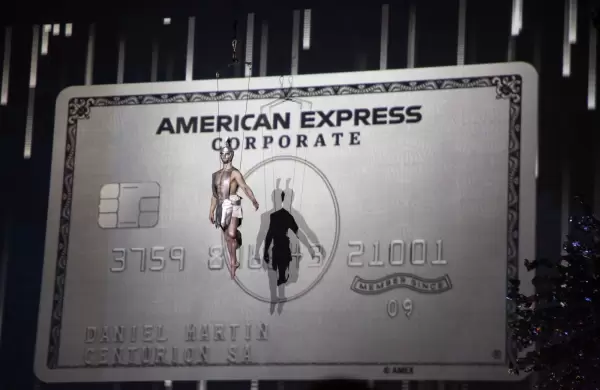 AMERICAN EXPRESS
CORPORATE
3759 21001
MEMBER SINCE
09
DANIEL MARTIN
CENTURION SA
© AMEX